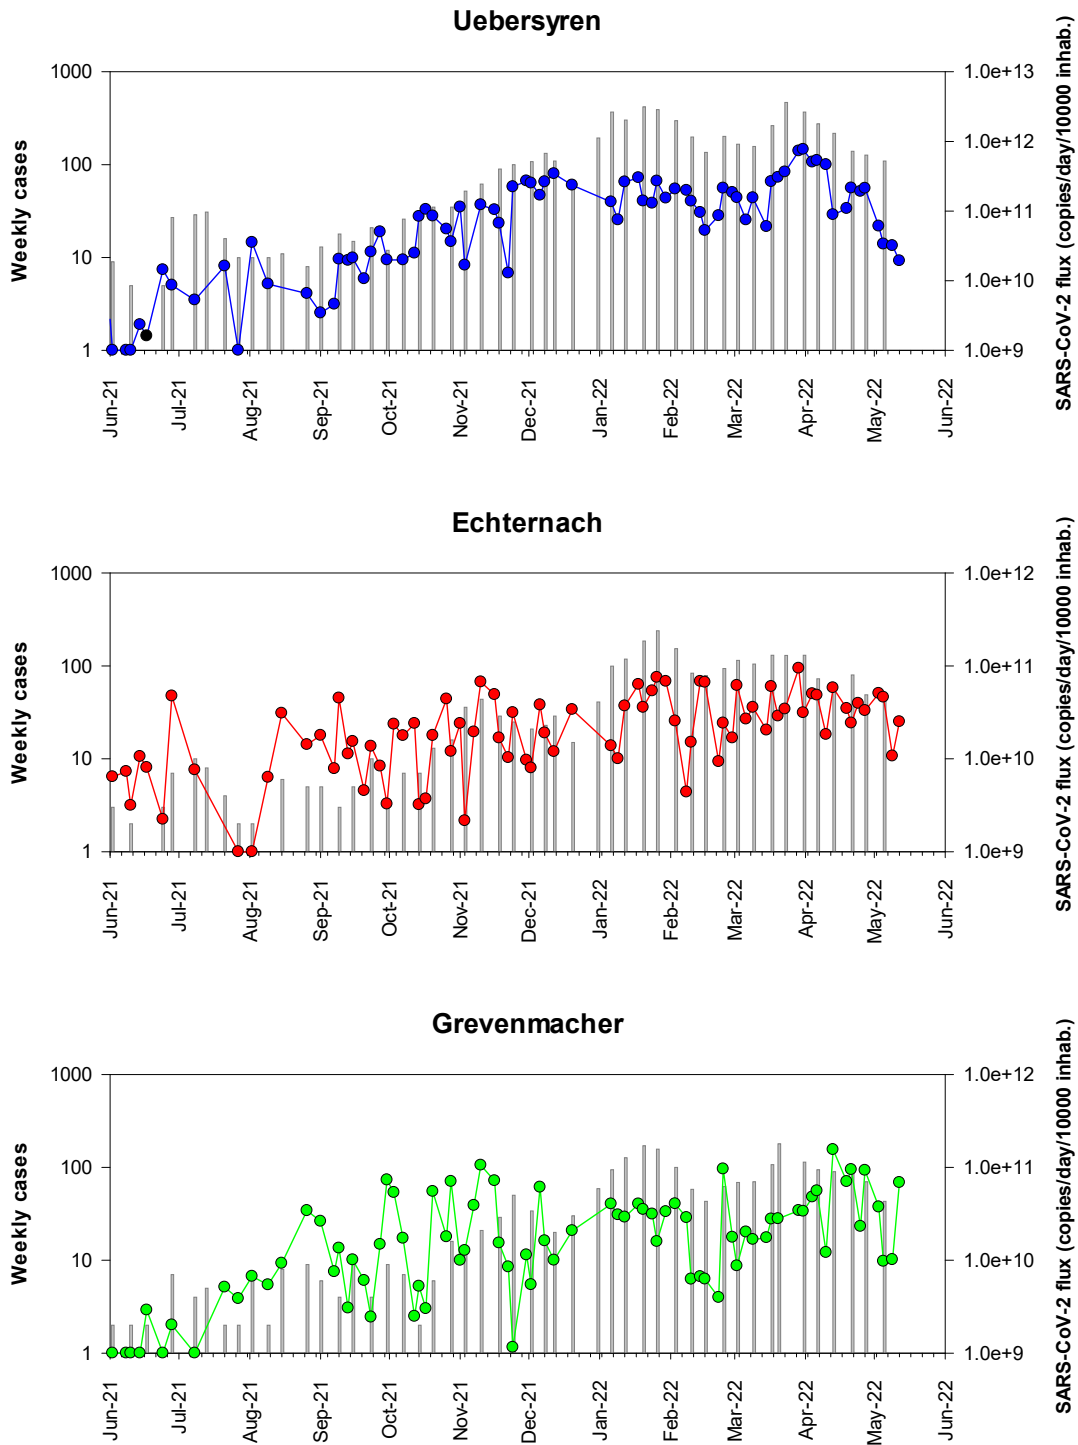 Uebersyren
Weekly cases
1000
100
10
1
1.0e+13
1.0e+12
1.0e+11
1.0e+10
1.0e+9
SARS-CoV-2 flux (copies/day/10000 inhab.)
Jun-21
Jul-21
Aug-21
Sep-21
Oct-21
Nov-21
Dec-21
Jan-22
Feb-22
Mar-22
Apr-22
May-22
Jun-22
Echternach
Weekly cases
1000
100
10
1
1.0e+12
1.0e+11
1.0e+10
1.0e+9
SARS-CoV-2 flux (copies/day/10000 inhab.)
Jun-21
Jul-21
Aug-21
Sep-21
Oct-21
Nov-21
Dec-21
Jan-22
Feb-22
Mar-22
Apr-22
May-22
Jun-22
Grevenmacher
Weekly cases
1000
100
10
1
1.0e+12
1.0e+11
1.0e+10
1.0e+9
SARS-CoV-2 flux (copies/day/10000 inhab.)
Jun-21
Jul-21
Aug-21
Sep-21
Oct-21
Nov-21
Dec-21
Jan-22
Feb-22
Mar-22
Apr-22
May-22
Jun-22